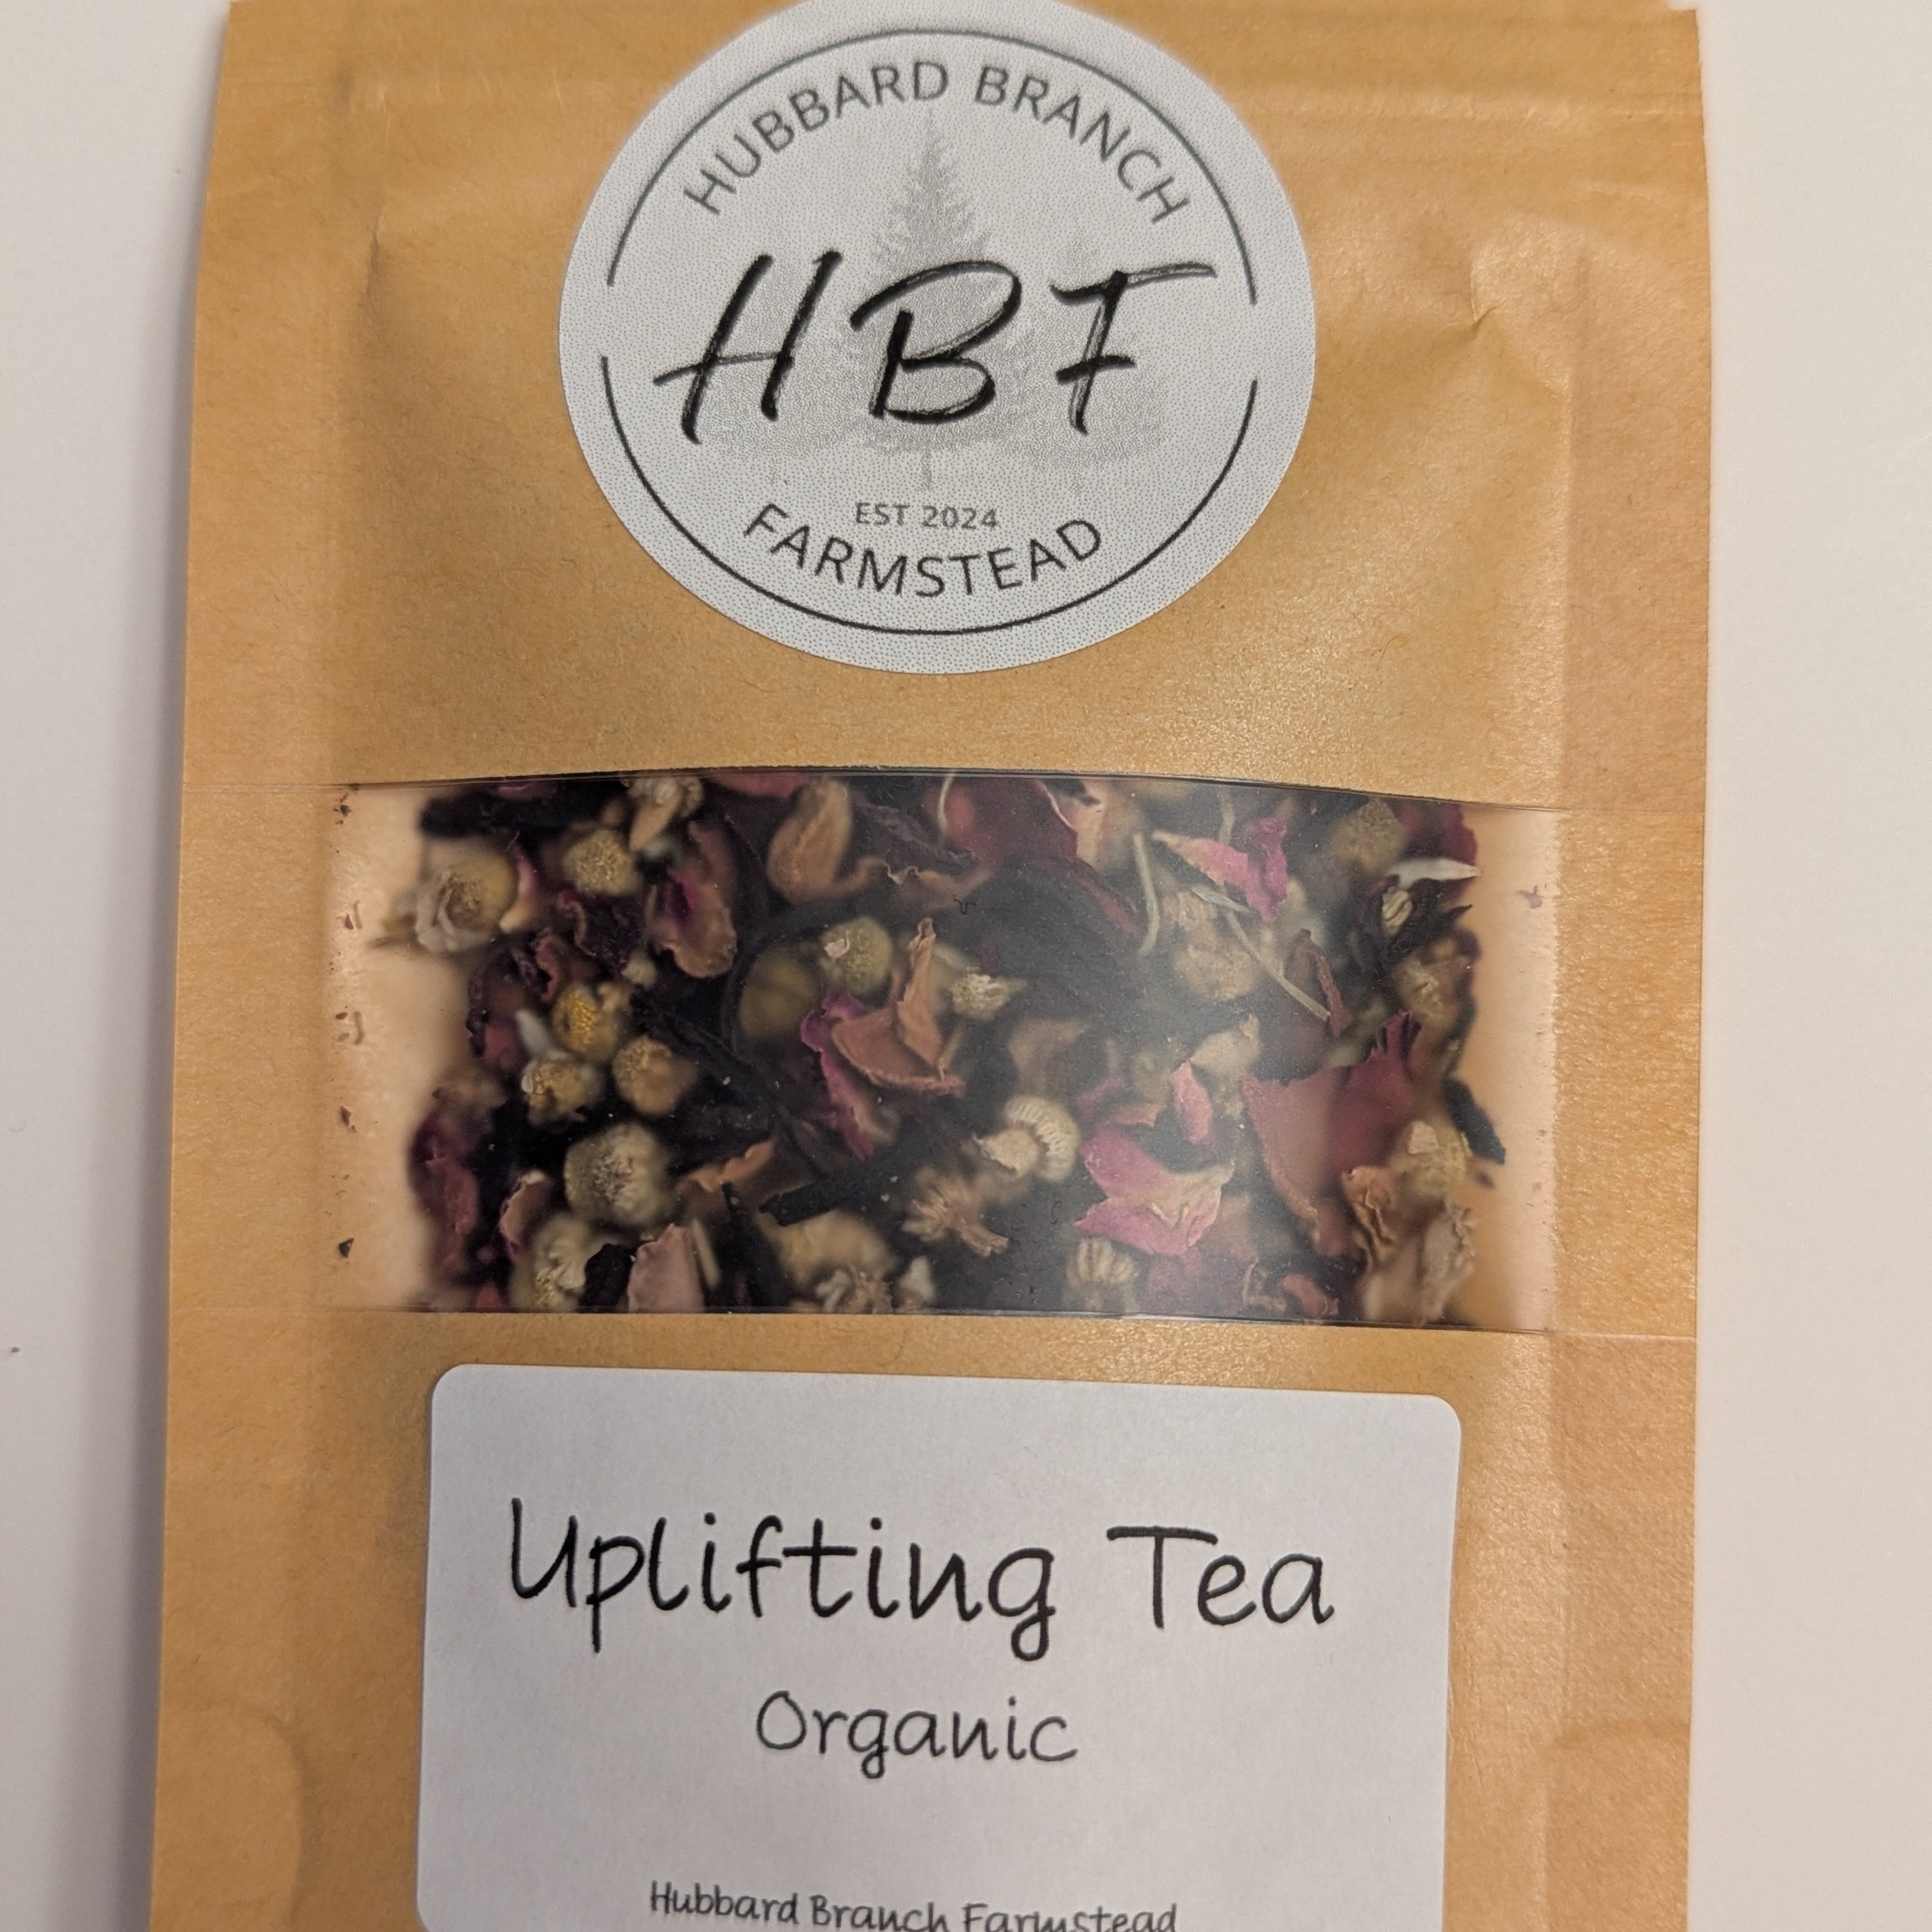 HUBBARD BRANCH
HBF
EST 2024
FARMSTEAD
Uplifting Tea
Organic
Hubbard Branch Farmstead